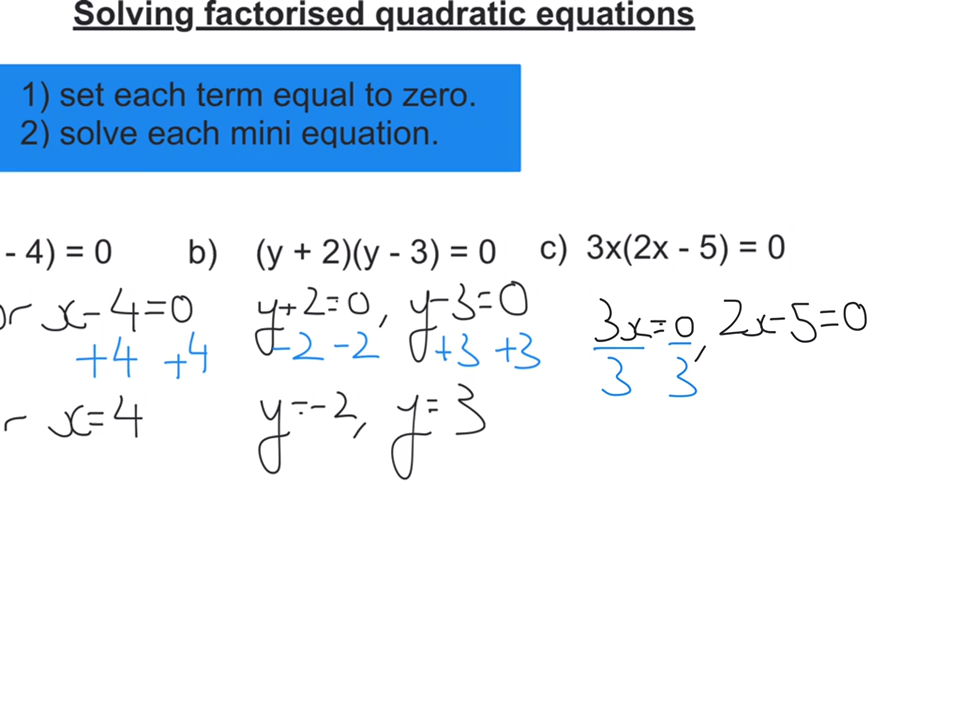 Solving factorised quadratic equations
1) set each term equal to zero.
2) solve each mini equation.
- 4) = 0
or x-4=0
+4 +4
x=4
b) (y + 2)(y - 3) = 0
y+2=0, y-3=0
-2 -2 +3 +3
y=-2, y=3
c) 3x(2x - 5) = 0
3x=0, 2x-5=0
3 3